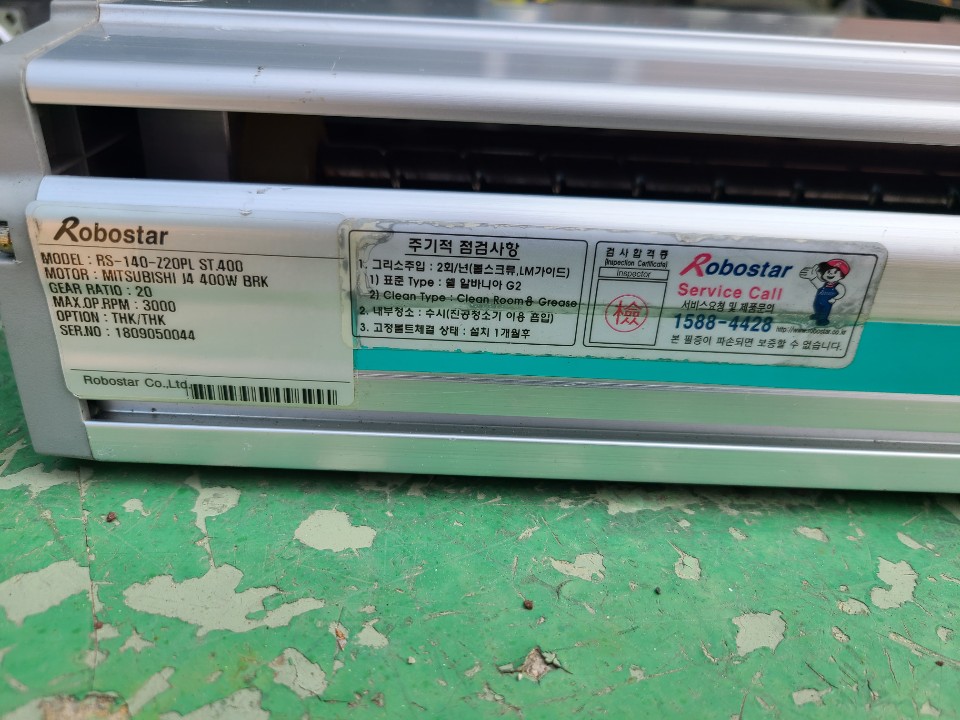 Robostar
MODEL : RS-140-Z20PL ST.400
MOTOR : MITSUBISHI J4 400W BRK
GEAR RATIO : 20
MAX.OP.RPM : 3000
OPTION : THK/THK
SER.NO : 1809050044
Robostar Co.,Ltd.
주기적 점검사항
1. 그리스주입 : 2회/년(볼스크류,LM가이드)
1) 표준 Type : 쉘 알바니아 G2
2) Clean Type : Clean Room용 Grease
2. 내부청소 : 수시(진공청소기 이용 흡입)
3. 고정볼트체결 상태 : 설치 1개월후
검사합격증
(Inspection Certificate)
Inspector
檢
Robostar
Service Call
서비스요청 및 제품문의
1588-4428
http://www.robostar.co.kr
본 필증이 파손되면 보증할 수 없습니다.